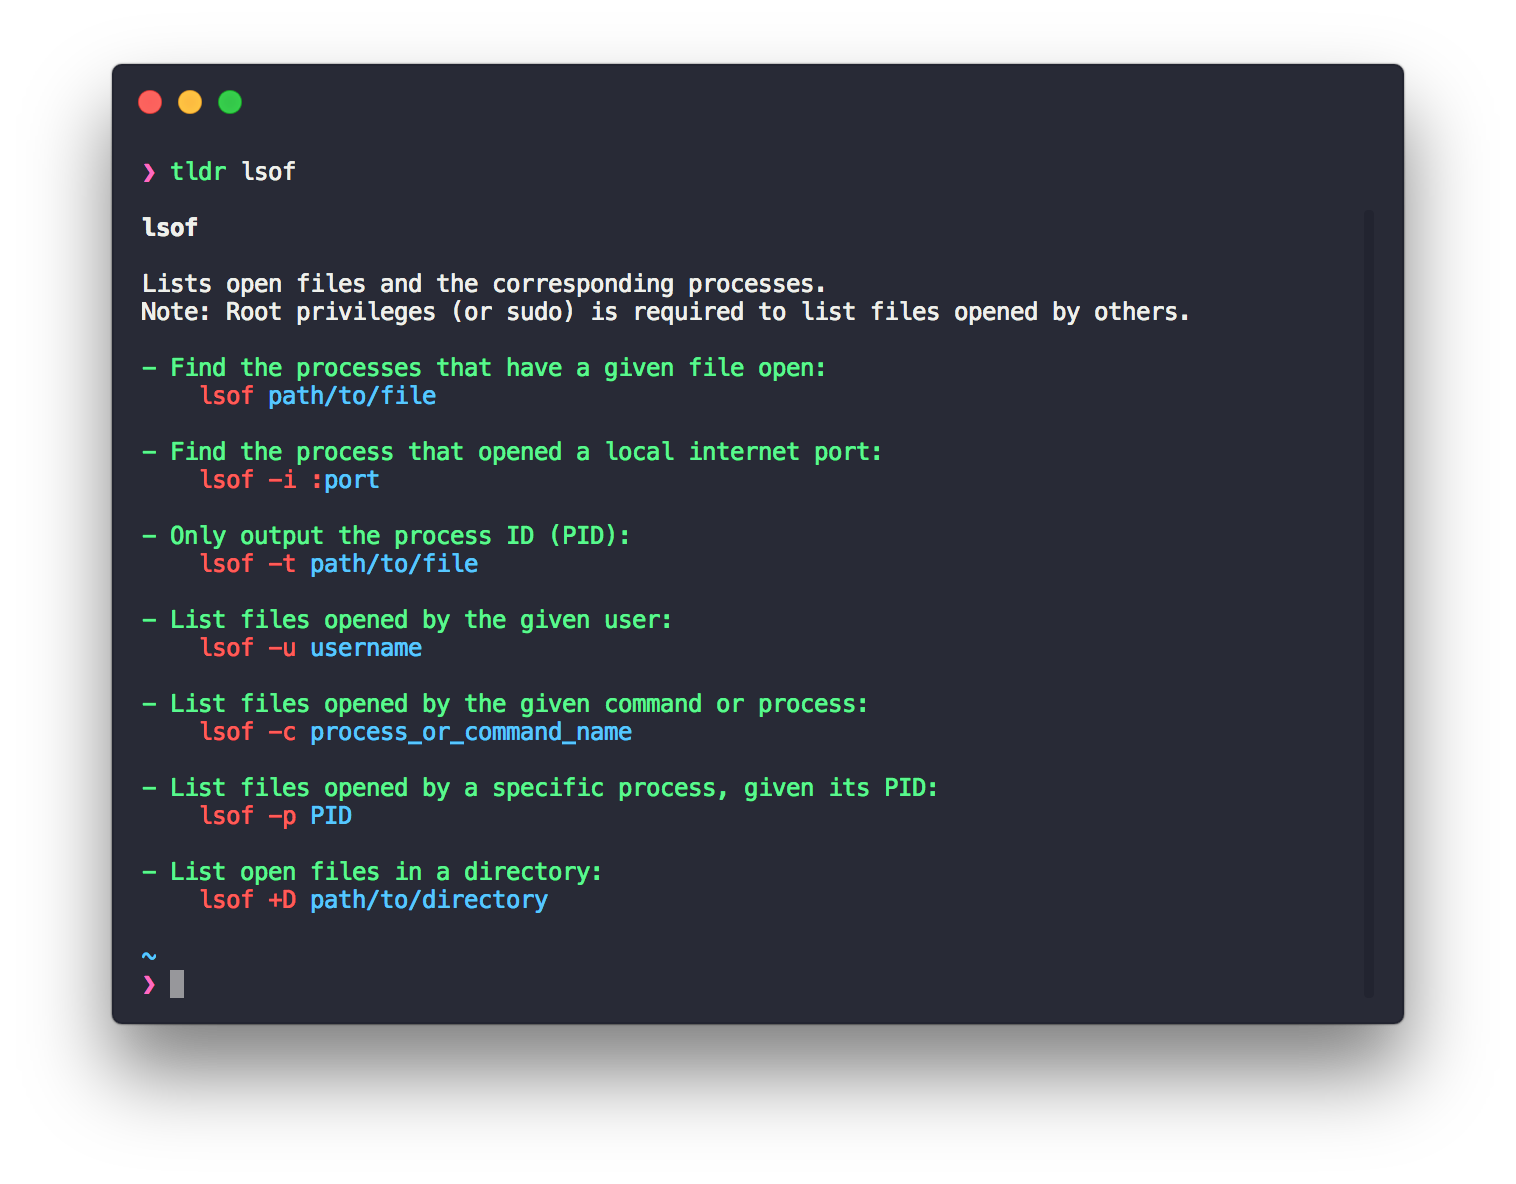 ❯ tldr lsof
lsof
Lists open files and the corresponding processes.
Note: Root privileges (or sudo) is required to list files opened by others.
- Find the processes that have a given file open:
lsof path/to/file
- Find the process that opened a local internet port:
lsof -i :port
- Only output the process ID (PID):
lsof -t path/to/file
- List files opened by the given user:
lsof -u username
- List files opened by the given command or process:
lsof -c process_or_command_name
- List files opened by a specific process, given its PID:
lsof -p PID
- List open files in a directory:
lsof +D path/to/directory
~
❯